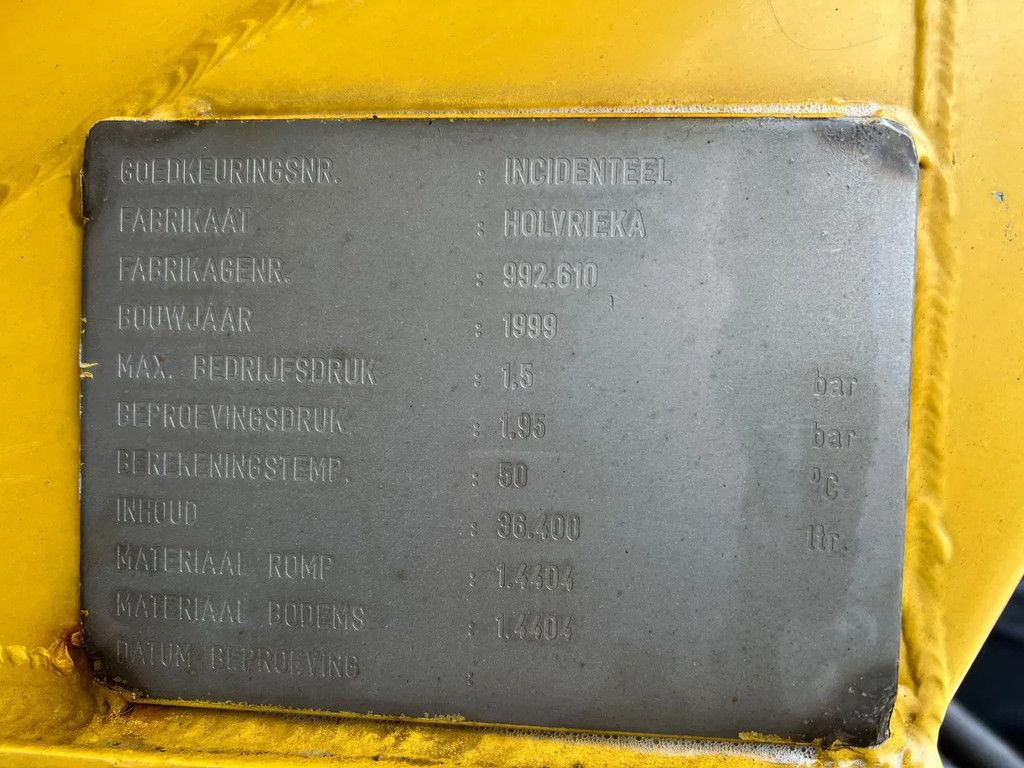 GOEDKEURINGSNR. : INCIDENTEEL
FABRIKAAT : HOLVRIEKA
FABRIKAGENR. : 992.610
BOUWJAAR : 1999
MAX. BEDRIJFSDRUK : 1.5 bar
BEPROEVINGSDRUK : 1.95 bar
BEREKENINGSTEMP. : 50 °C
INHOUD : 36.400 ltr.
MATERIAAL ROMP : 1.4404
MATERIAAL BODEMS : 1.4404
DATUM BEPROEVING :